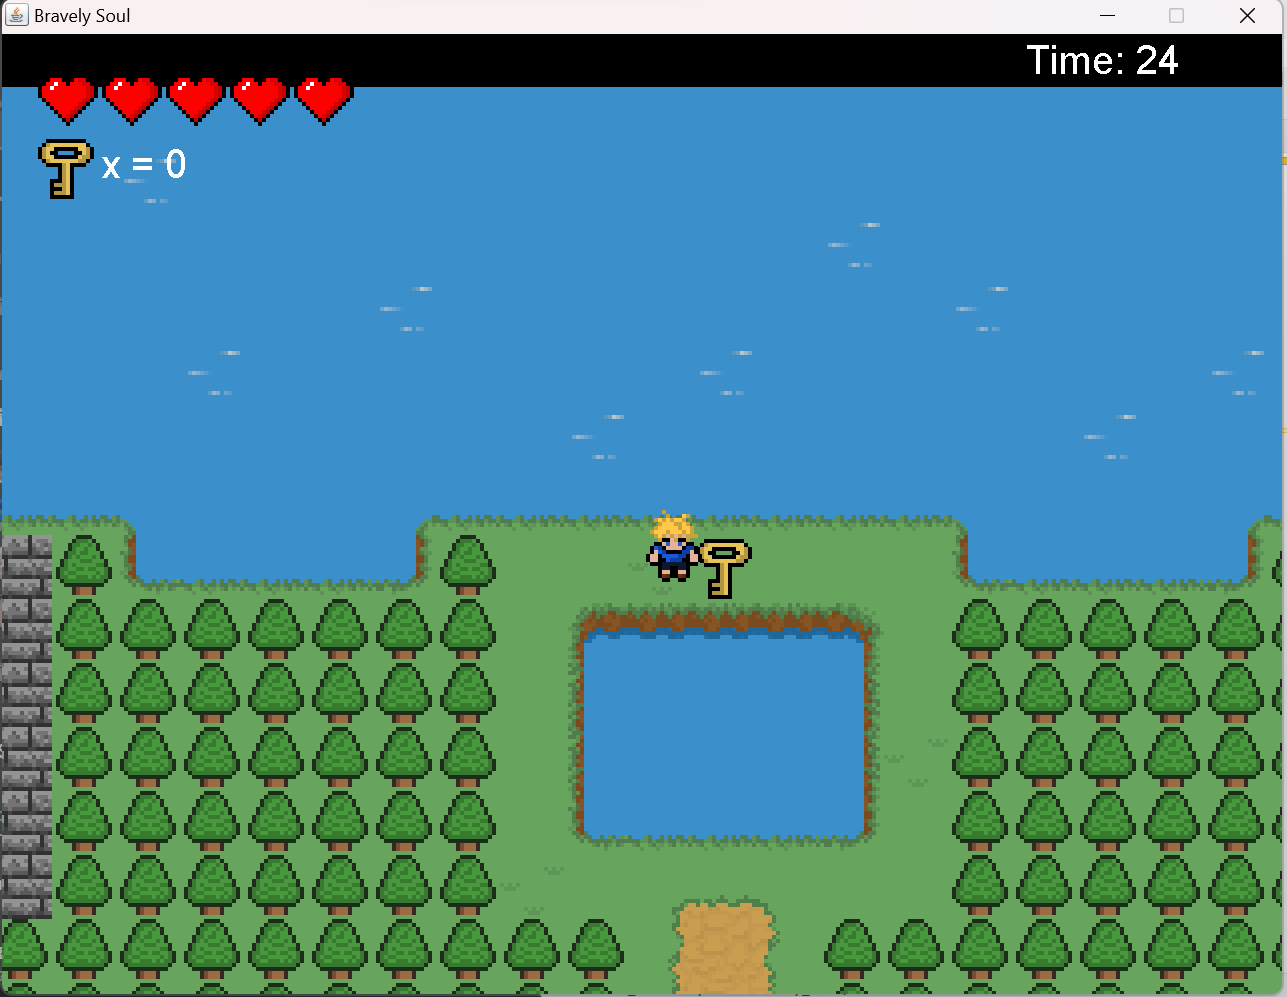 Bravely Soul
Time: 24
x = 0